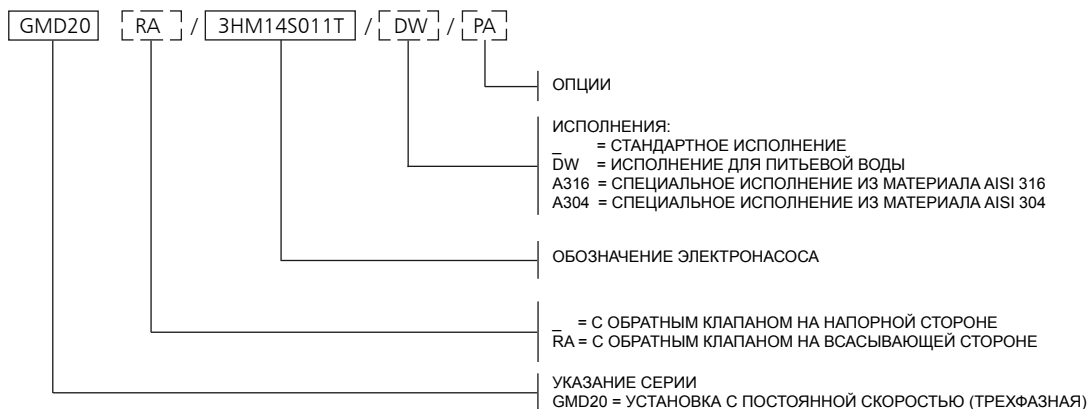 GMD20 RA / 3HM14S011T / DW / PA
ОПЦИИ
ИСПОЛНЕНИЯ:
_ = СТАНДАРТНОЕ ИСПОЛНЕНИЕ
DW = ИСПОЛНЕНИЕ ДЛЯ ПИТЬЕВОЙ ВОДЫ
A316 = СПЕЦИАЛЬНОЕ ИСПОЛНЕНИЕ ИЗ МАТЕРИАЛА AISI 316
A304 = СПЕЦИАЛЬНОЕ ИСПОЛНЕНИЕ ИЗ МАТЕРИАЛА AISI 304
ОБОЗНАЧЕНИЕ ЭЛЕКТРОНАСОСА
_ = С ОБРАТНЫМ КЛАПАНОМ НА НАПОРНОЙ СТОРОНЕ
RA = С ОБРАТНЫМ КЛАПАНОМ НА ВСАСЫВАЮЩЕЙ СТОРОНЕ
УКАЗАНИЕ СЕРИИ
GMD20 = УСТАНОВКА С ПОСТОЯННОЙ СКОРОСТЬЮ (ТРЕХФАЗНАЯ)